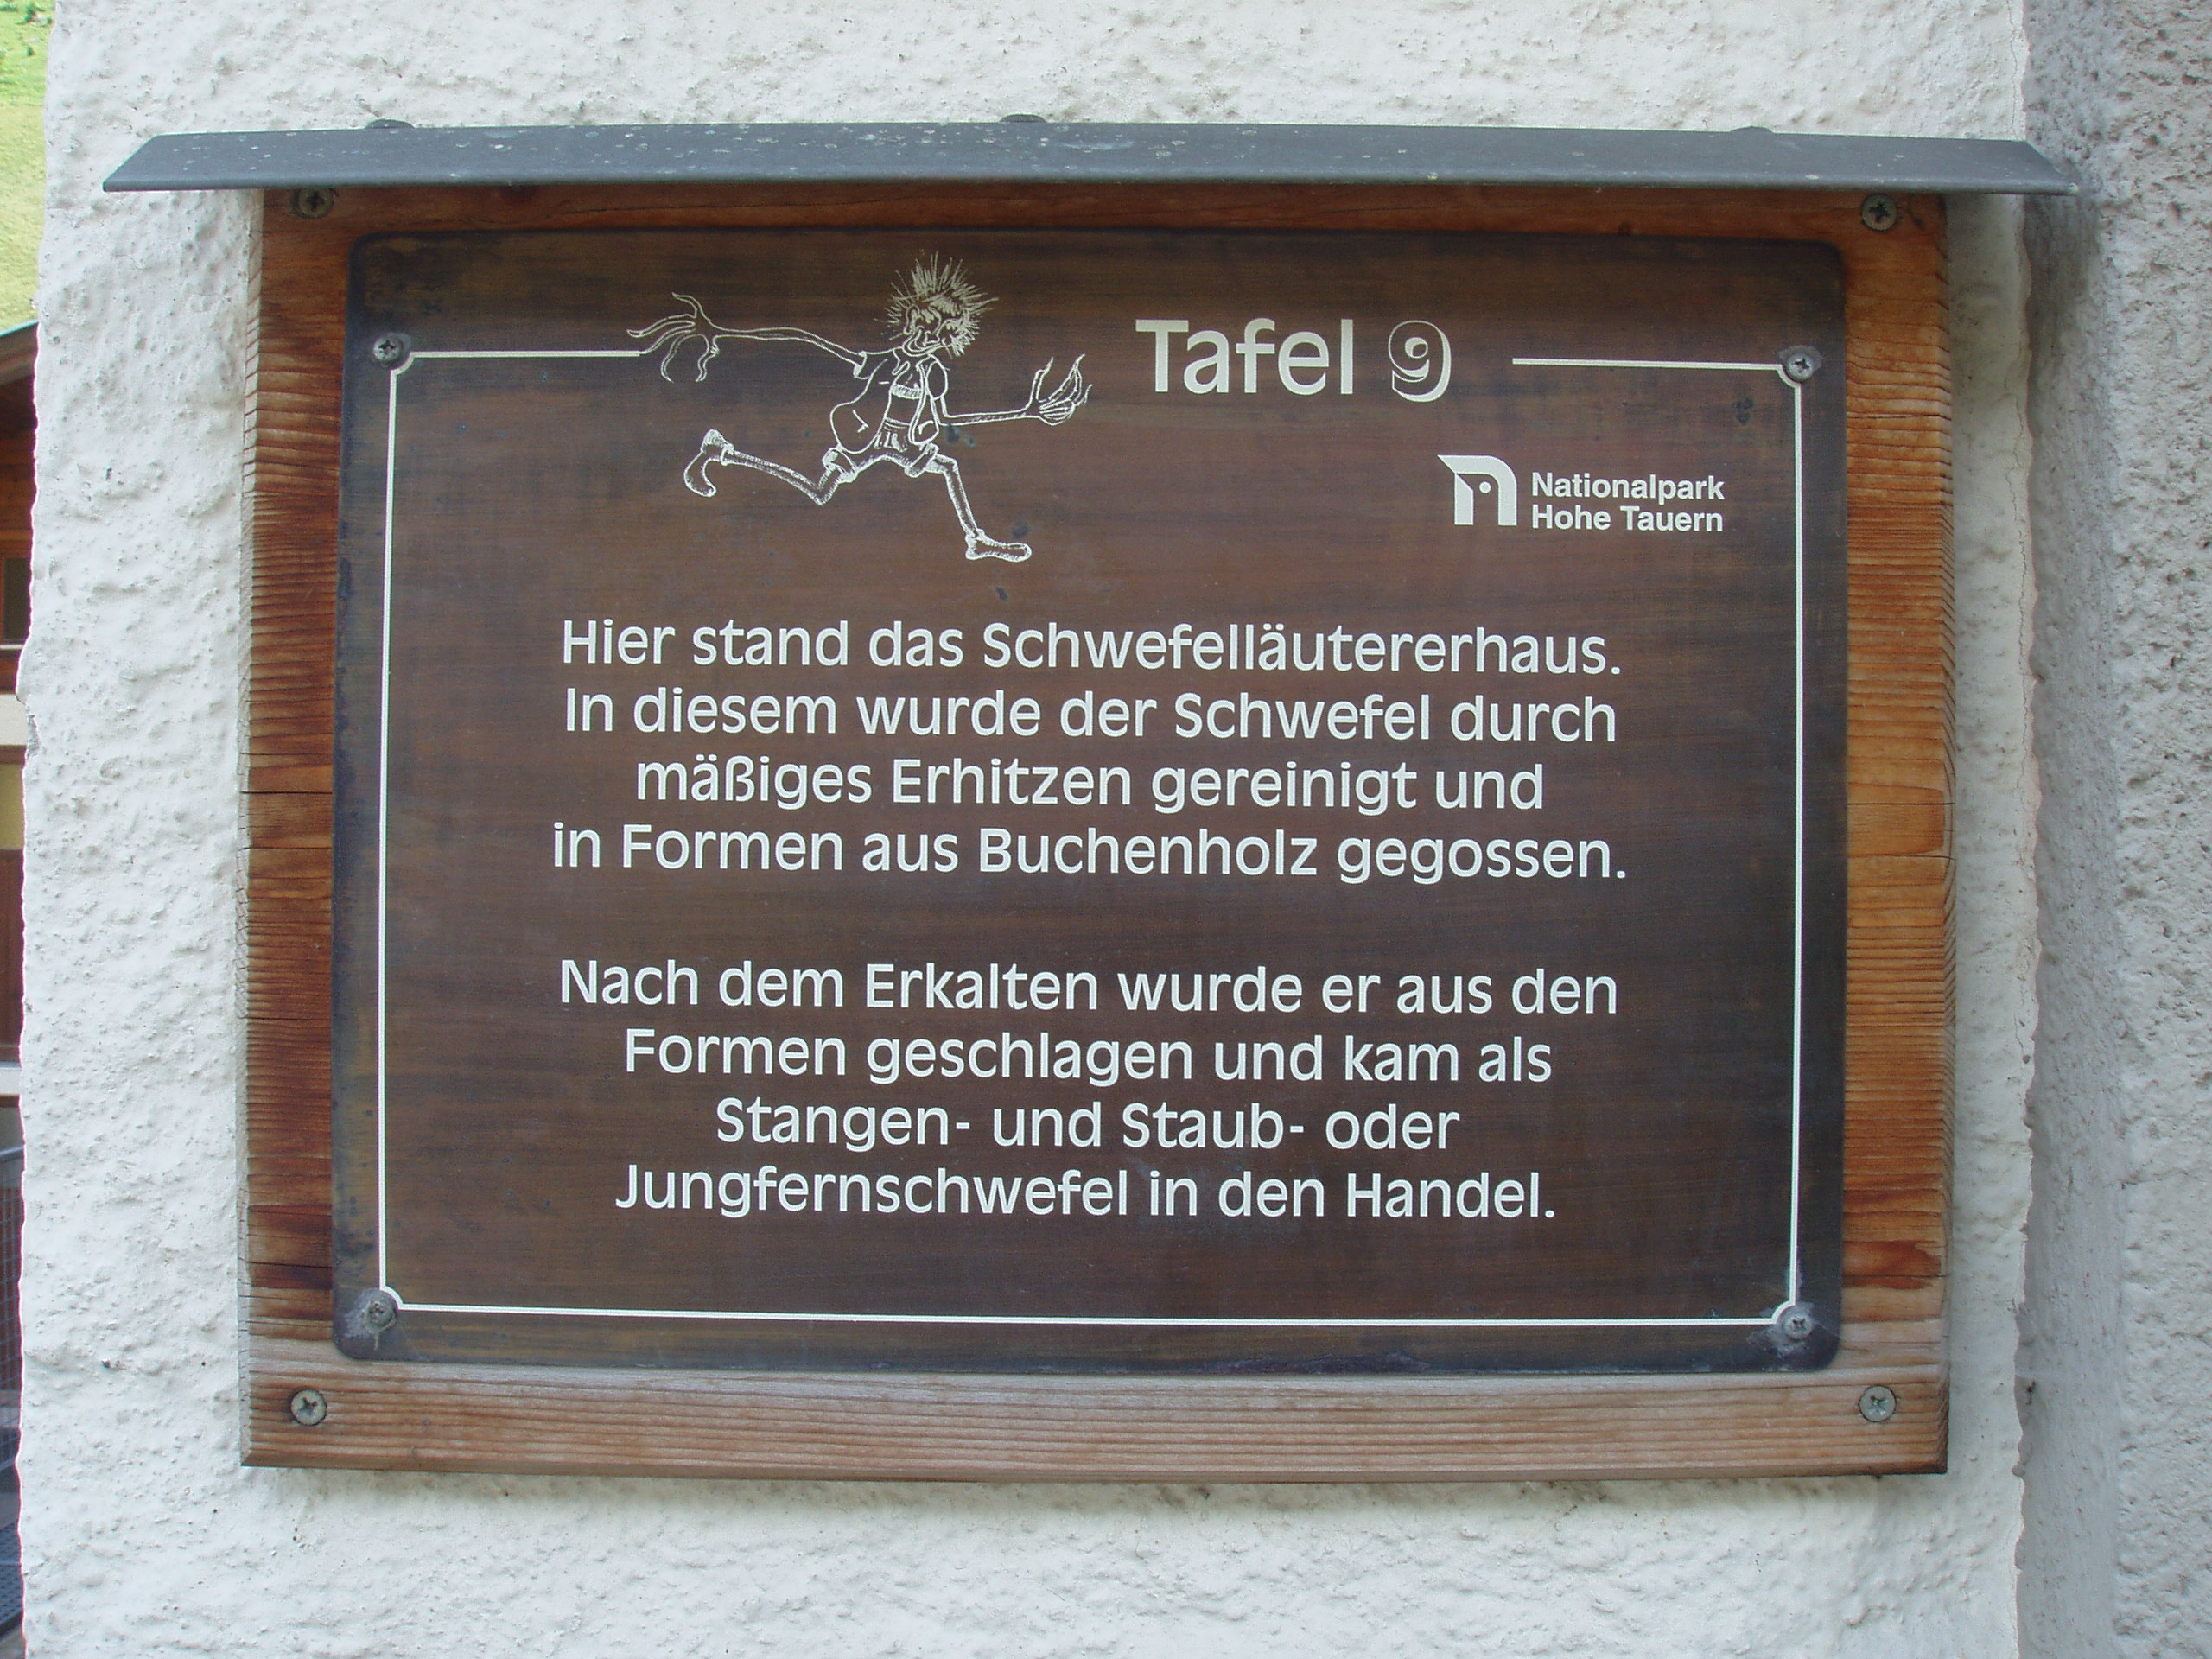 Tafel 9
Nationalpark
Hohe Tauern
Hier stand das Schwefelläutererhaus.
In diesem wurde der Schwefel durch
mäßiges Erhitzen gereinigt und
in Formen aus Buchenholz gegossen.
Nach dem Erkalten wurde er aus den
Formen geschlagen und kam als
Stangen- und Staub- oder
Jungfernschwefel in den Handel.